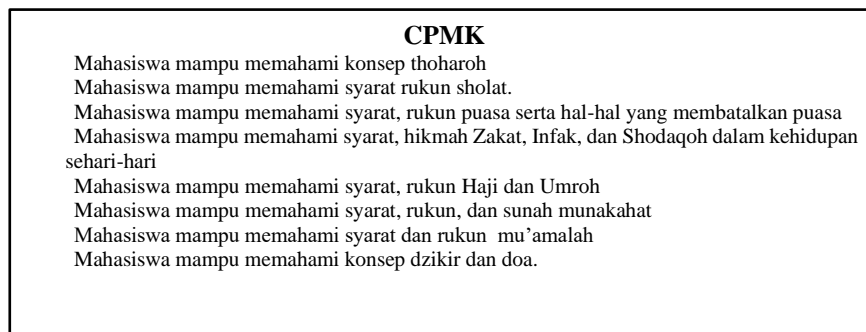 CPMK
Mahasiswa mampu memahami konsep thoharoh
Mahasiswa mampu memahami syarat rukun sholat.
Mahasiswa mampu memahami syarat, rukun puasa serta hal-hal yang membatalkan puasa
Mahasiswa mampu memahami syarat, hikmah Zakat, Infak, dan Shodaqoh dalam kehidupan
sehari-hari
Mahasiswa mampu memahami syarat, rukun Haji dan Umroh
Mahasiswa mampu memahami syarat, rukun, dan sunah munakahat
Mahasiswa mampu memahami syarat dan rukun  mu’amalah
Mahasiswa mampu memahami konsep dzikir dan doa.